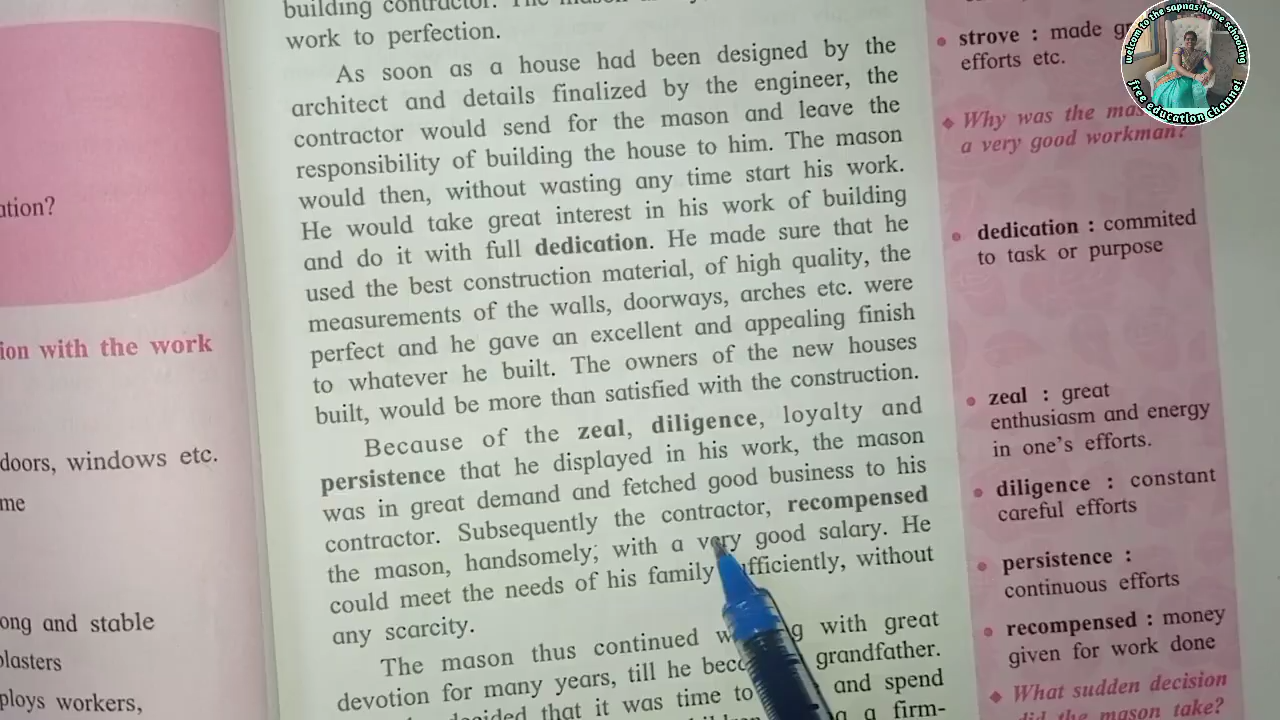 building contractor. The mason
work to perfection.
As soon as a house had been designed by the
architect and details finalized by the engineer, the
contractor would send for the mason and leave the
responsibility of building the house to him. The mason
would then, without wasting any time start his work.
He would take great interest in his work of building
and do it with full dedication. He made sure that he
used the best construction material, of high quality, the
measurements of the walls, doorways, arches etc. were
perfect and he gave an excellent and appealing finish
to whatever he built. The owners of the new houses
built, would be more than satisfied with the construction.
Because of the zeal, diligence, loyalty and
persistence that he displayed in his work, the mason
was in great demand and fetched good business to his
contractor. Subsequently the contractor, recompensed
the mason, handsomely; with a very good salary. He
could meet the needs of his family sufficiently, without
any scarcity.
The mason thus continued with great
devotion for many years, till he grandfather.
decided that it was time to and spend
a firm-
ation?
ion with the work
doors, windows etc.
me
ong and stable
plasters
ploys workers,
strove : made
efforts etc.
Why was the
a very good workman?
dedication : commited
to task or purpose
zeal : great
enthusiasm and energy
in one's efforts.
diligence : constant
careful efforts
persistence :
continuous efforts
recompensed : money
given for work done
What sudden decision
did the mason take?
welcom to the sapnas home schooling
free education channel